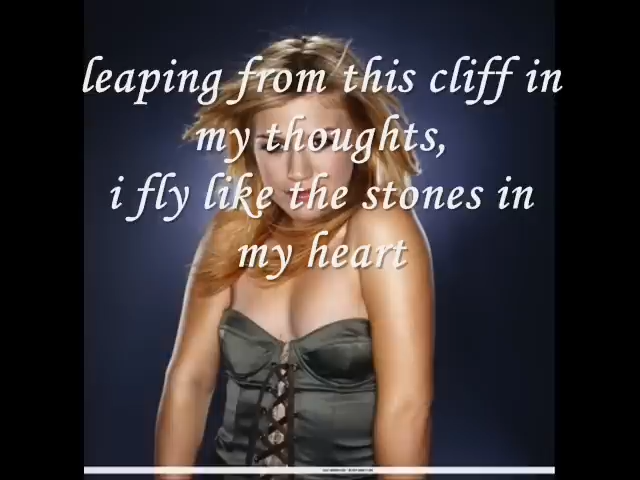 leaping from this cliff in
my thoughts,
i fly like the stones in
my heart